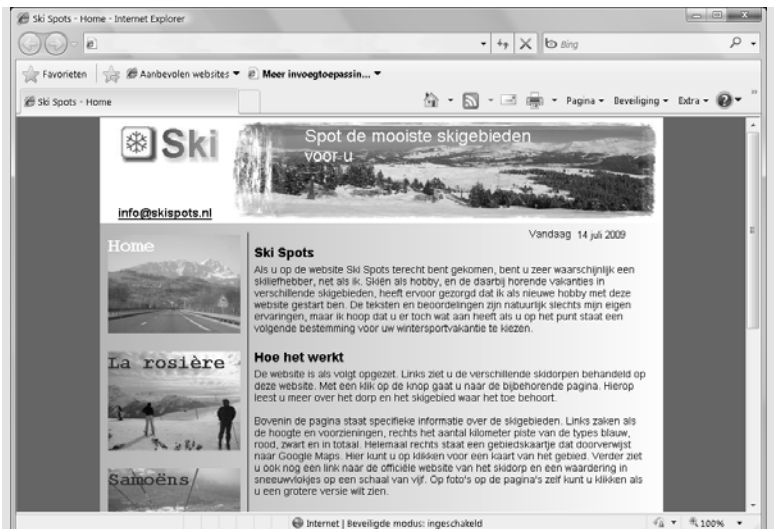 Ski Spots - Home - Internet Explorer
Bing
Favorieten Aanbevolen websites Meer invoegtoepassin...
Ski Spots - Home Pagina Beveiliging Extra
Ski
Spot de mooiste skigebieden
voor u
info@skispots.nl
Vandaag 14 juli 2009
Home
Ski Spots
Als u op de website Ski Spots terecht bent gekomen, bent u zeer waarschijnlijk een
skiliefhebber, net als ik. Skiën als hobby, en de daarbij horende vakanties in
verschillende skigebieden, heeft ervoor gezorgd dat ik als nieuwe hobby met deze
website gestart ben. De teksten en beoordelingen zijn natuurlijk slechts mijn eigen
ervaringen, maar ik hoop dat u er toch wat aan heeft als u op het punt staat een
volgende bestemming voor uw wintersportvakantie te kiezen.
La rosière
Hoe het werkt
De website is als volgt opgezet. Links ziet u de verschillende skidorpen behandeld op
deze website. Met een klik op de knop gaat u naar de bijbehorende pagina. Hierop
leest u meer over het dorp en het skigebied waar het toe behoort.
Bovenin de pagina staat specifieke informatie over de skigebieden. Links zaken als
de hoogte en voorzieningen, rechts het aantal kilometer piste van de types blauw,
rood, zwart en in totaal. Helemaal rechts staat een gebiedskaartje dat doorverwijst
naar Google Maps. Hier kunt u op klikken voor een kaart van het gebied. Verder ziet
u ook nog een link naar de officiële website van het skidorp en een waardering in
sneeuwvlokjes op een schaal van vijf. Op foto's op de pagina's zelf kunt u klikken als
u een grotere versie wilt zien.
Samoëns
Internet | Beveiligde modus: ingeschakeld 100%